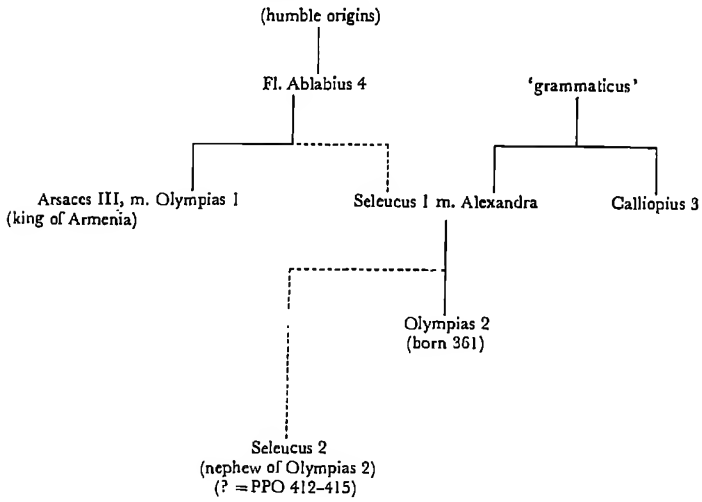 (humble origins)
Fl. Ablabius 4
‘grammaticus’
Arsaces III, m. Olympias 1
(king of Armenia)
Seleucus 1 m. Alexandra
Calliopius 3
Olympias 2
(born 361)
Seleucus 2
(nephew of Olympias 2)
(? =PPO 412–415)